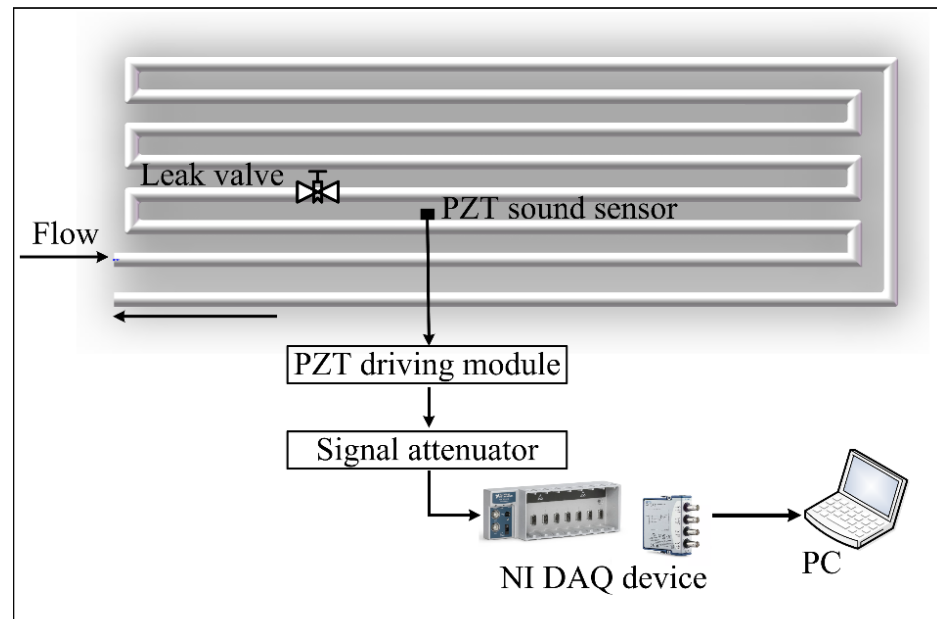 Leak valve
PZT sound sensor
Flow
PZT driving module
Signal attenuator
NI DAQ device
PC